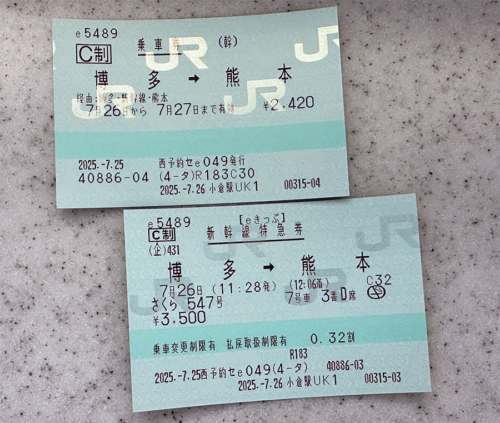 e5489
C制 乗車券 (幹)
博多 → 熊本
経由:博多・新幹線・熊本
7月26日から 7月27日まで有効 ¥2,420
2025.-7.25 西予約セe049発行
40886-04 (4-タ)R183C30
2025.-7.26 小倉駅UK1 00315-04
e5489 【eきっぷ】
C制 新幹線特急券
(企)431
博多 → 熊本
C32
7月26日 (11:28発) (12:06着)
さくら 547号 7号車 3番D席
¥3,500
乗車変更制限有 払戻取扱制限有 0.32割
R183
2025.-7.25西予約セe049(4-タ) 40886-03
2025.-7.26 小倉駅UK1 00315-03
JR
JR
JR
JR
JR